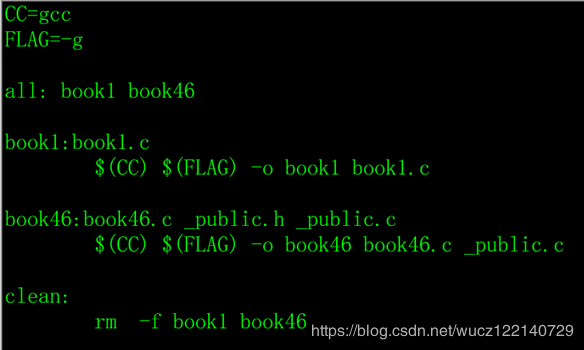 CC=gcc
FLAG=-g
all: book1 book46
book1:book1.c
$(CC) $(FLAG) -o book1 book1.c
book46:book46.c _public.h _public.c
$(CC) $(FLAG) -o book46 book46.c _public.c
clean:
rm -f book1 book46
https://blog.csdn.net/wucz122140729